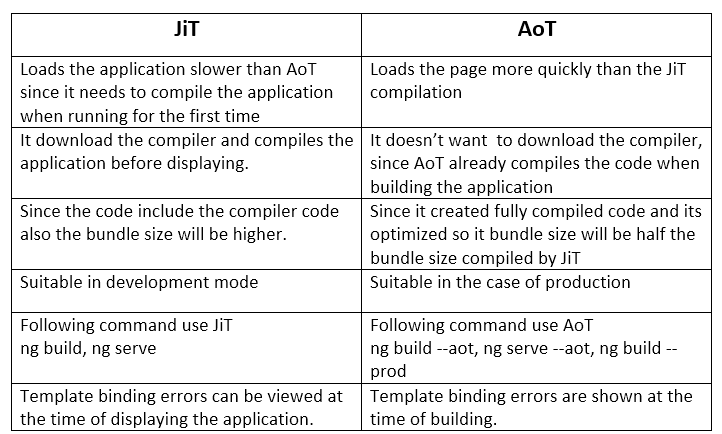 JiT
AoT
Loads the application slower than AoT
since it needs to compile the application
when running for the first time
Loads the page more quickly than the JiT
compilation
It download the compiler and compiles the
application before displaying.
It doesn’t want  to download the compiler,
since AoT already compiles the code when
building the application
Since the code include the compiler code
also the bundle size will be higher.
Since it created fully compiled code and its
optimized so it bundle size will be half the
bundle size compiled by JiT
Suitable in development mode
Suitable in the case of production
Following command use JiT
ng build, ng serve
Following command use AoT
ng build --aot, ng serve --aot, ng build --
prod
Template binding errors can be viewed at
the time of displaying the application.
Template binding errors are shown at the
time of building.